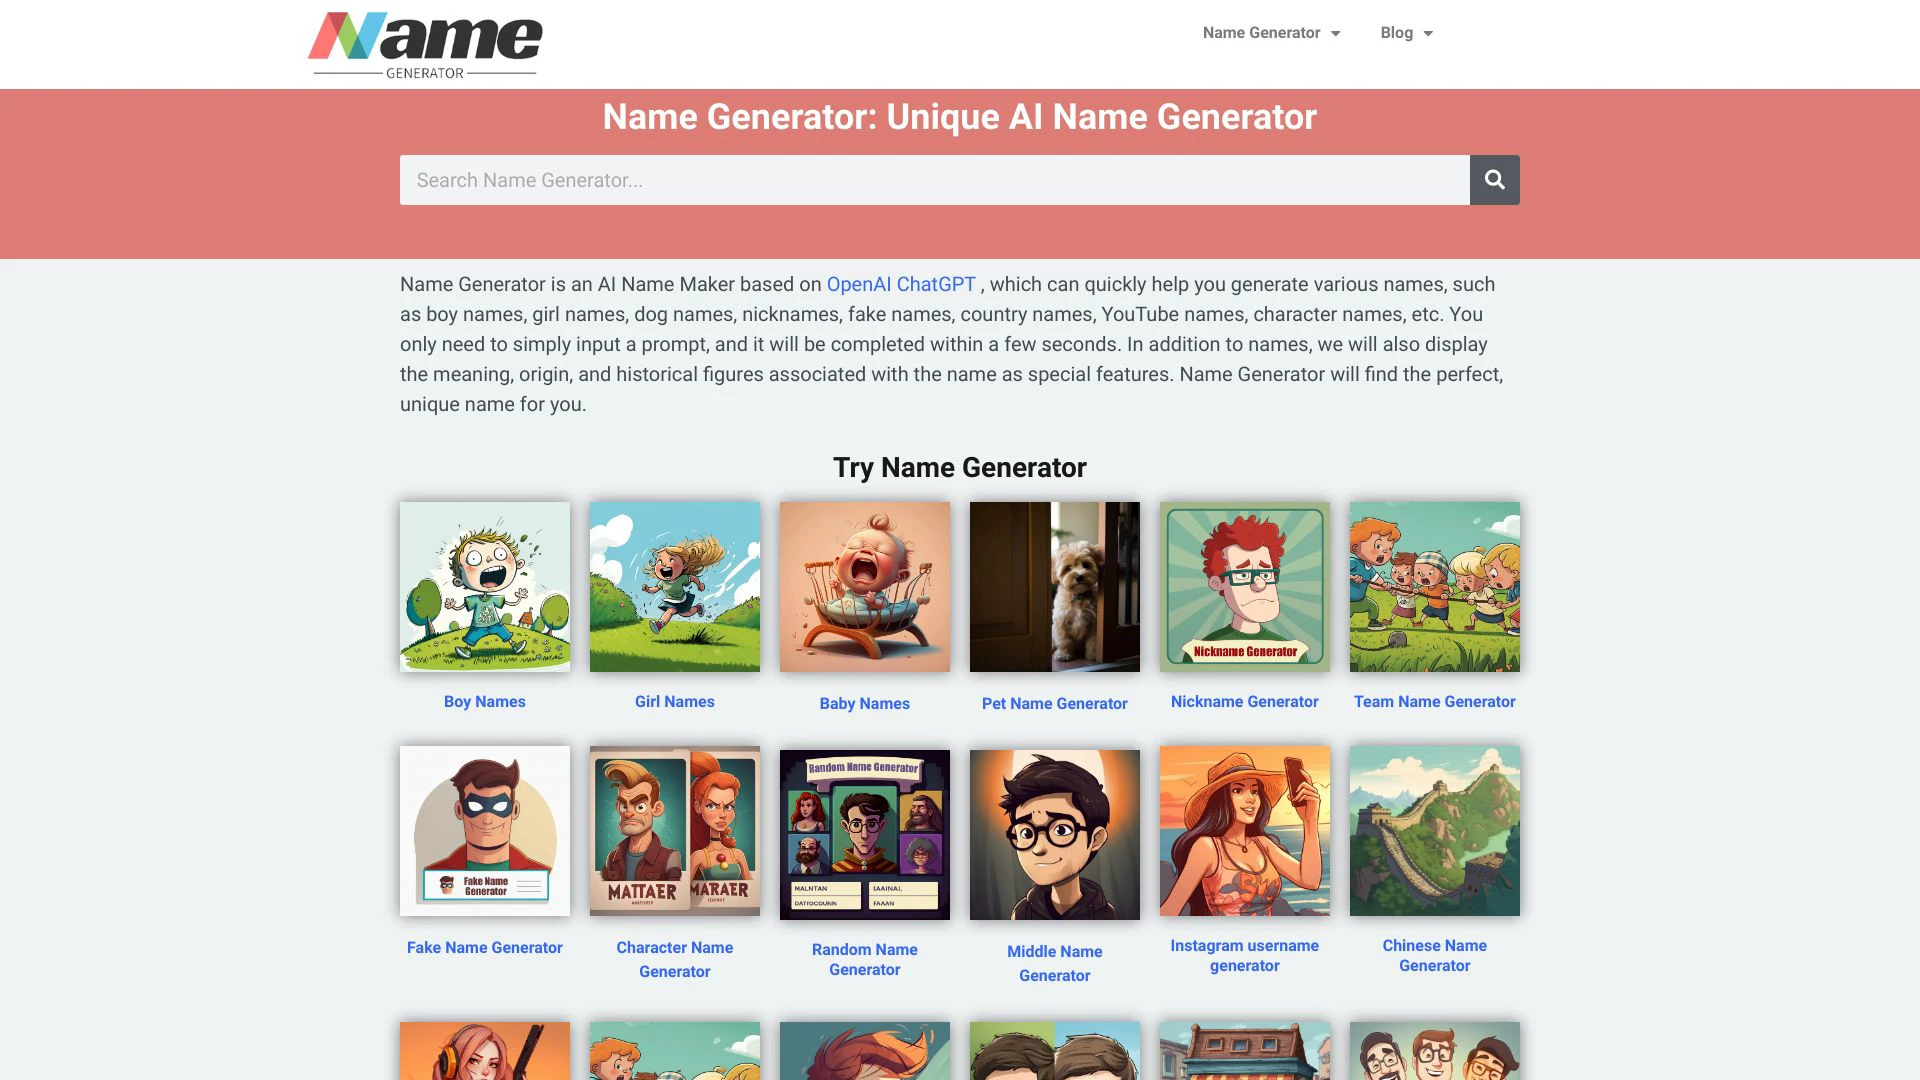 Name
GENERATOR
Name Generator
Blog
Name Generator: Unique AI Name Generator
Search Name Generator...
Name Generator is an AI Name Maker based on OpenAI ChatGPT , which can quickly help you generate various names, such
as boy names, girl names, dog names, nicknames, fake names, country names, YouTube names, character names, etc. You
only need to simply input a prompt, and it will be completed within a few seconds. In addition to names, we will also display
the meaning, origin, and historical figures associated with the name as special features. Name Generator will find the perfect,
unique name for you.
Try Name Generator
Nickname Generator
Boy Names
Girl Names
Baby Names
Pet Name Generator
Nickname Generator
Team Name Generator
Fake Name
Generator
MATTAER
MARAER
Random Name Generator
MALNTAN
IAAINAI.
DATTOCOUNN
FAAAN
Fake Name Generator
Character Name
Generator
Random Name
Generator
Middle Name
Generator
Instagram username
generator
Chinese Name
Generator